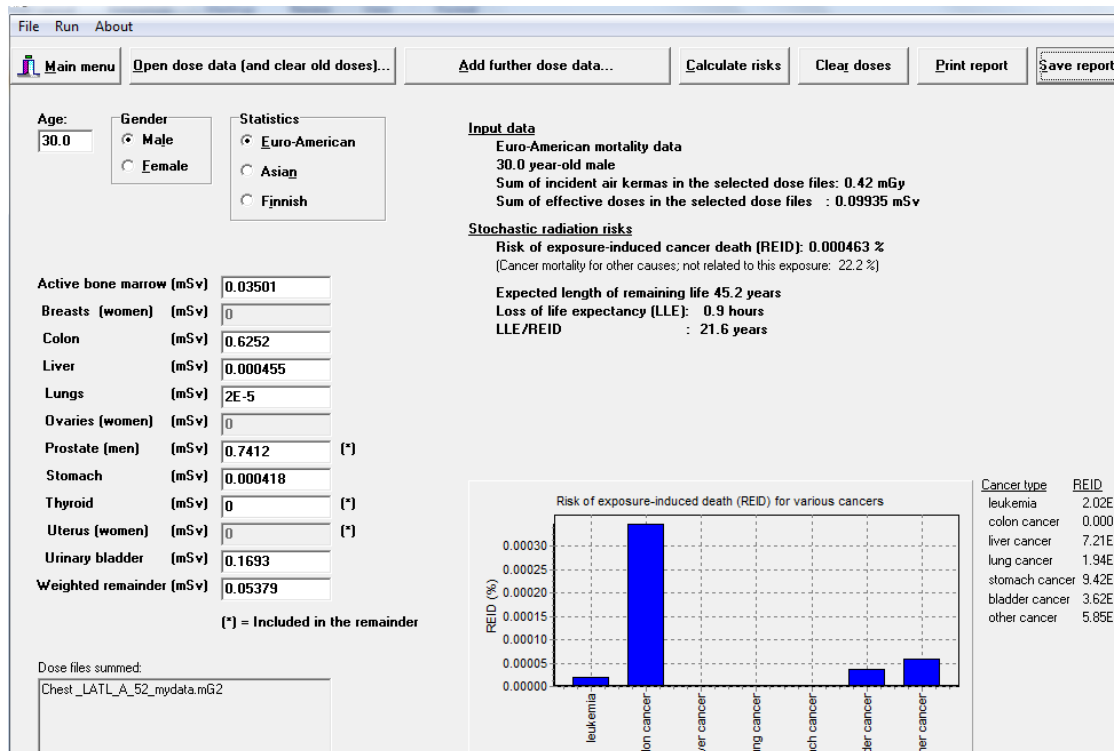 File Run About
Main menu
Open dose data (and clear old doses)...
Add further dose data...
Calculate risks
Clear doses
Print report
Save report
Age:
30.0
Gender
Male
Female
Statistics
Euro-American
Asian
Finnish
Input data
Euro-American mortality data
30.0 year-old male
Sum of incident air kermas in the selected dose files: 0.42 mGy
Sum of effective doses in the selected dose files : 0.09935 mSv
Stochastic radiation risks
Risk of exposure-induced cancer death (REID): 0.000463 %
(Cancer mortality for other causes; not related to this exposure: 22.2 %)
Expected length of remaining life 45.2 years
Loss of life expectancy (LLE): 0.9 hours
LLE/REID : 21.6 years
Active bone marrow (mSv) 0.03501
Breasts (women) (mSv) 0
Colon (mSv) 0.6252
Liver (mSv) 0.000455
Lungs (mSv) 2E-5
Ovaries (women) (mSv) 0
Prostate (men) (mSv) 0.7412 (*)
Stomach (mSv) 0.000418
Thyroid (mSv) 0 (*)
Uterus (women) (mSv) 0 (*)
Urinary bladder (mSv) 0.1693
Weighted remainder (mSv) 0.05379
(*) = Included in the remainder
Dose files summed:
Chest _LATL_A_52_mydata.mG2
Risk of exposure-induced death (REID) for various cancers
REID (%)
0.00030
0.00025
0.00020
0.00015
0.00010
0.00005
0.00000
leukemia
lon cancer
ver cancer
ng cancer
ch cancer
der cancer
her cancer
Cancer type REID
leukemia 2.02E
colon cancer 0.000
liver cancer 7.21E
lung cancer 1.94E
stomach cancer 9.42E
bladder cancer 3.62E
other cancer 5.85E